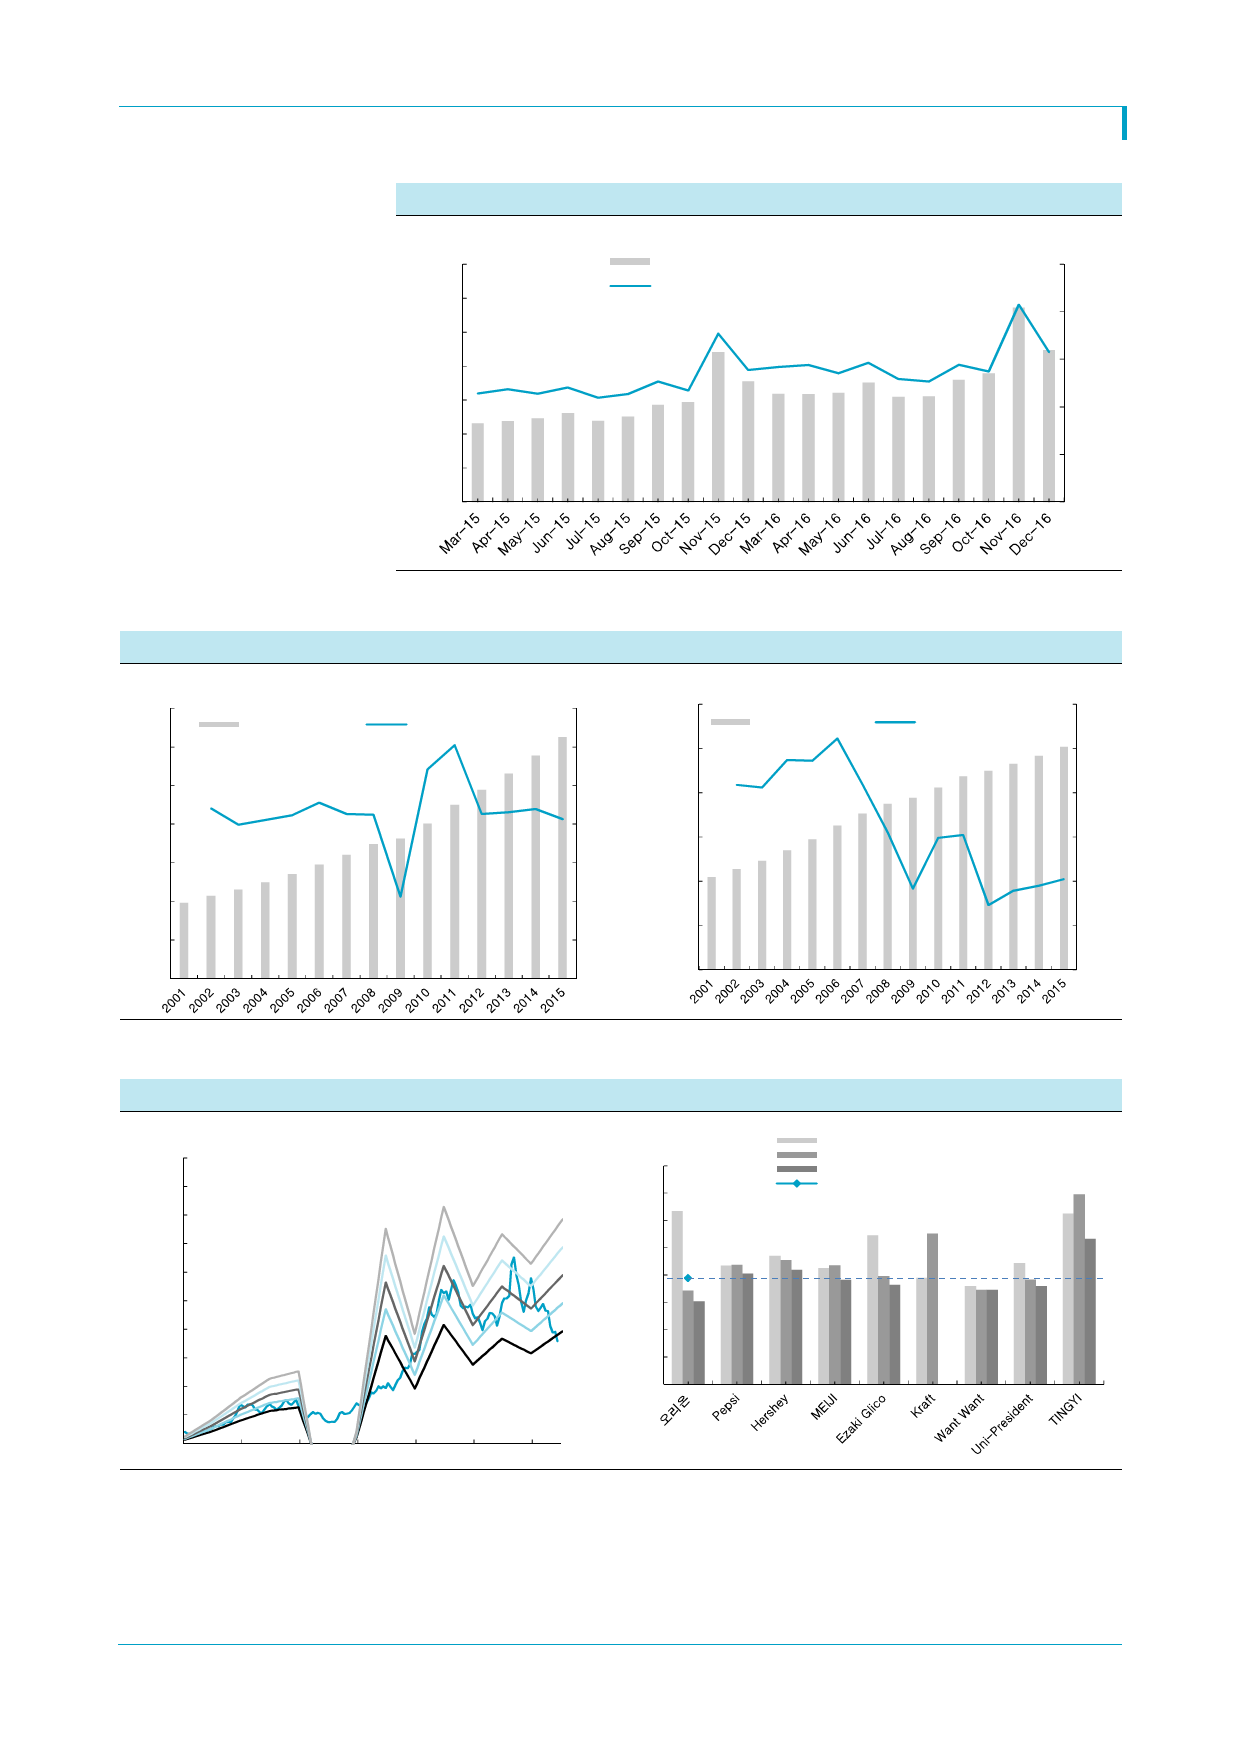 Mar-15 Apr-15 May-15 Jun-15 Jul-15 Aug-15 Sep-15 Oct-15 Nov-15 Dec-15 Mar-16 Apr-16 May-16 Jun-16 Jul-16 Aug-16 Sep-16 Oct-16 Nov-16 Dec-16
2001 2002 2003 2004 2005 2006 2007 2008 2009 2010 2011 2012 2013 2014 2015
2001 2002 2003 2004 2005 2006 2007 2008 2009 2010 2011 2012 2013 2014 2015
오리온 Pepsi Hershey MEIJI Ezaki Glico Kraft Want Want Uni-President TINGYI